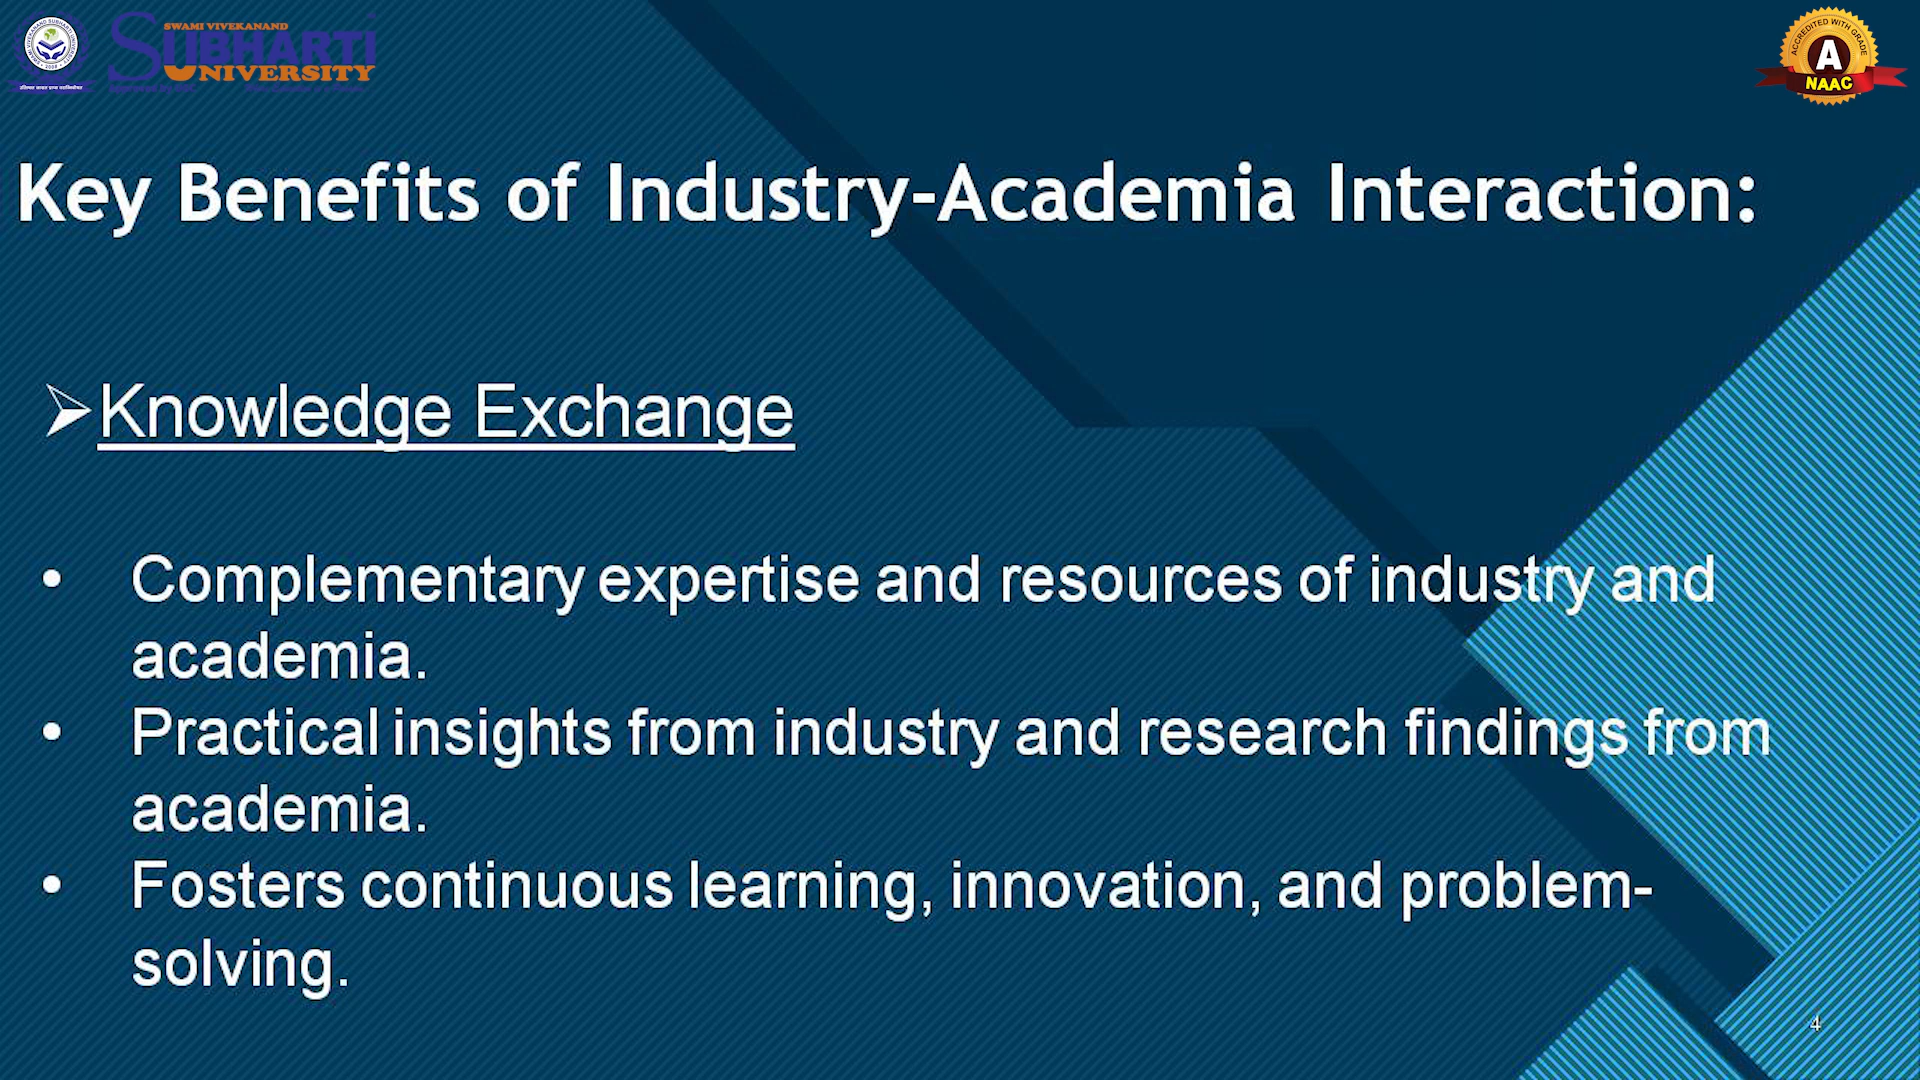 SWAMI VIVEKANAND
SUBHARTI
UNIVERSITY
ACCREDITED WITH GRADE
A
NAAC
Key Benefits of Industry-Academia Interaction:
➢Knowledge Exchange
• Complementary expertise and resources of industry and
academia.
• Practical insights from industry and research findings from
academia.
• Fosters continuous learning, innovation, and problem-
solving.
4